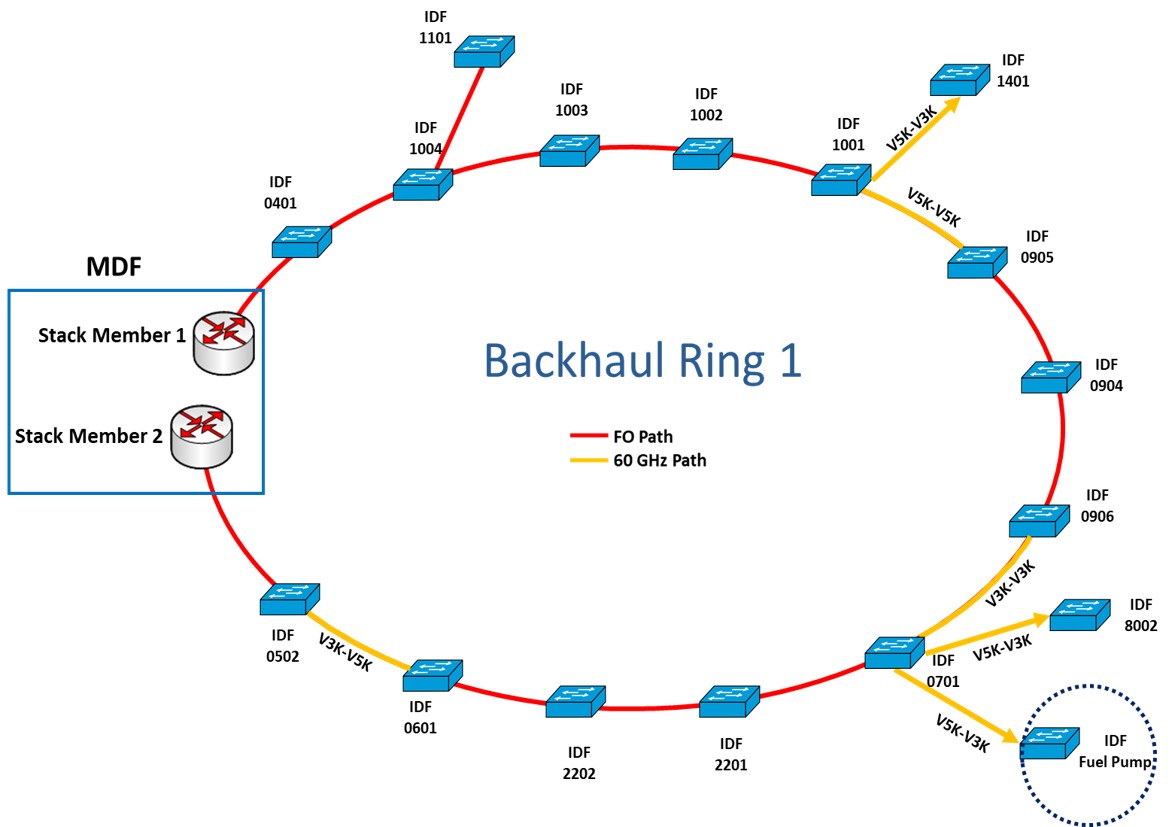 IDF
1101
IDF
1003
IDF
1002
IDF
1401
V5K-V3K
IDF
1004
IDF
1001
IDF
0401
V5K-V5K
IDF
0905
MDF
Stack Member 1
Stack Member 2
Backhaul Ring 1
FO Path
60 GHz Path
IDF
0904
IDF
0906
V3K-V3K
IDF
8002
V5K-V3K
IDF
0701
V5K-V3K
IDF
Fuel Pump
IDF
0502
V3K-V5K
IDF
0601
IDF
2202
IDF
2201